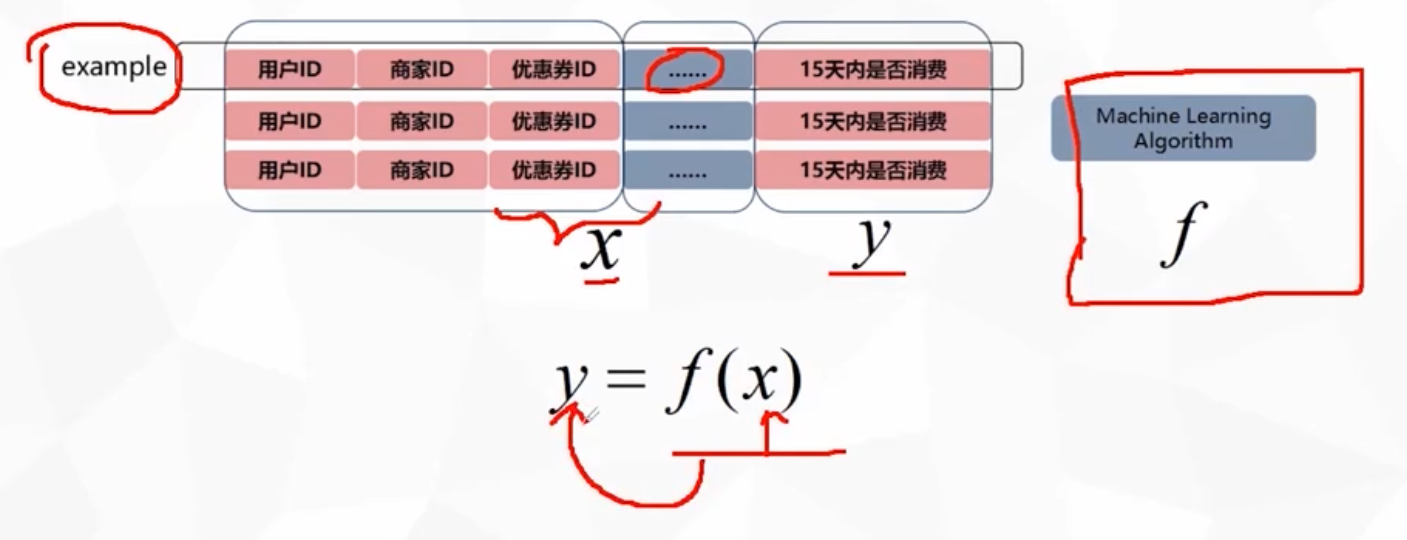 example 用户ID 商家ID 优惠券ID ...... 15天内是否消费
用户ID 商家ID 优惠券ID ...... 15天内是否消费
用户ID 商家ID 优惠券ID ...... 15天内是否消费
Machine Learning
Algorithm
x
y
f
y = f(x)